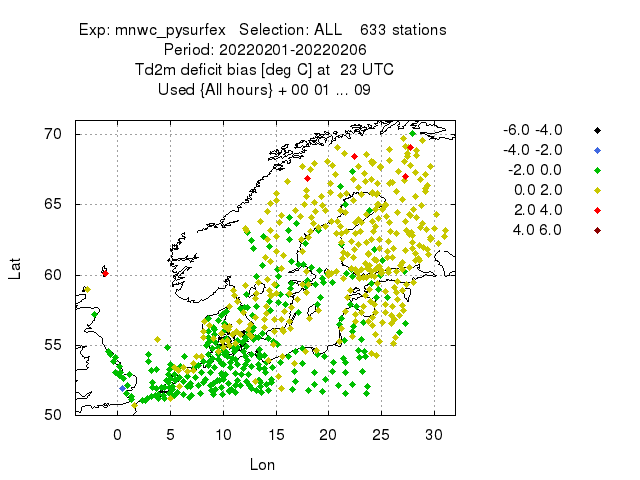 Exp: mnwc_pysurfex   Selection: ALL    633 stations
Period: 20220201-20220206
Td2m deficit bias [deg C] at  23 UTC
Used {All hours} + 00 01 ... 09
-6.0 -4.0
-4.0 -2.0
-2.0 0.0
0.0 2.0
2.0 4.0
4.0 6.0
70
65
60
55
50
Lat
0 5 10 15 20 25 30
Lon